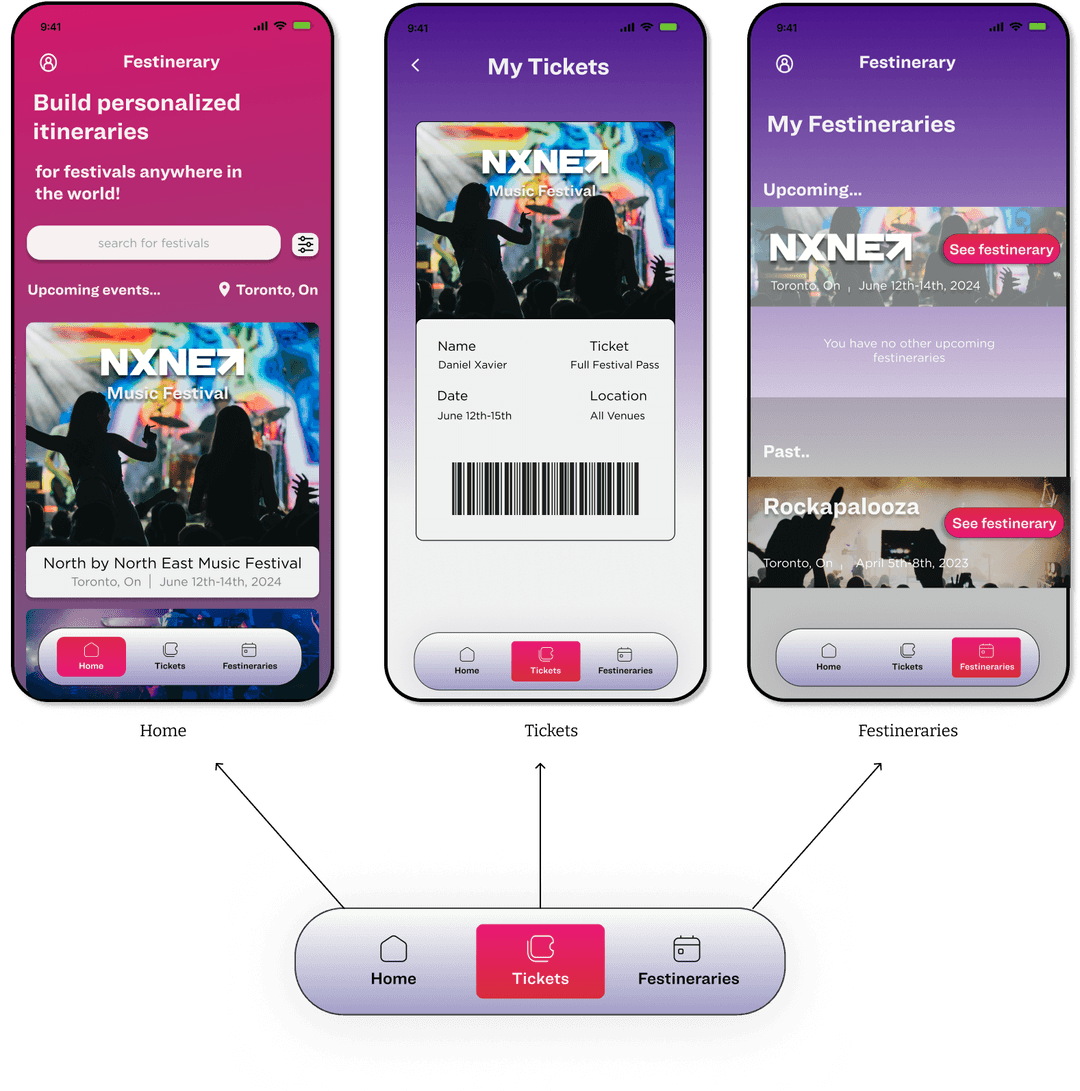 9:41
Festinerary
Build personalized
itineraries
for festivals anywhere in
the world!
search for festivals
Upcoming events...
Toronto, On
NXNE
Music Festival
North by North East Music Festival
Toronto, On | June 12th-14th, 2024
Home
Tickets
Festineraries
Home
9:41
My Tickets
NXNE
Music Festival
Name
Ticket
Daniel Xavier
Full Festival Pass
Date
Location
June 12th-15th
All Venues
Home
Tickets
Festineraries
Tickets
9:41
Festinerary
My Festineraries
Upcoming...
NXNE
See festinerary
Toronto, On | June 12th-14th, 2024
You have no other upcoming
festineraries
Past..
Rockapalooza
See festinerary
Toronto, On | April 5th-8th, 2023
Home
Tickets
Festineraries
Festineraries
Home
Tickets
Festineraries